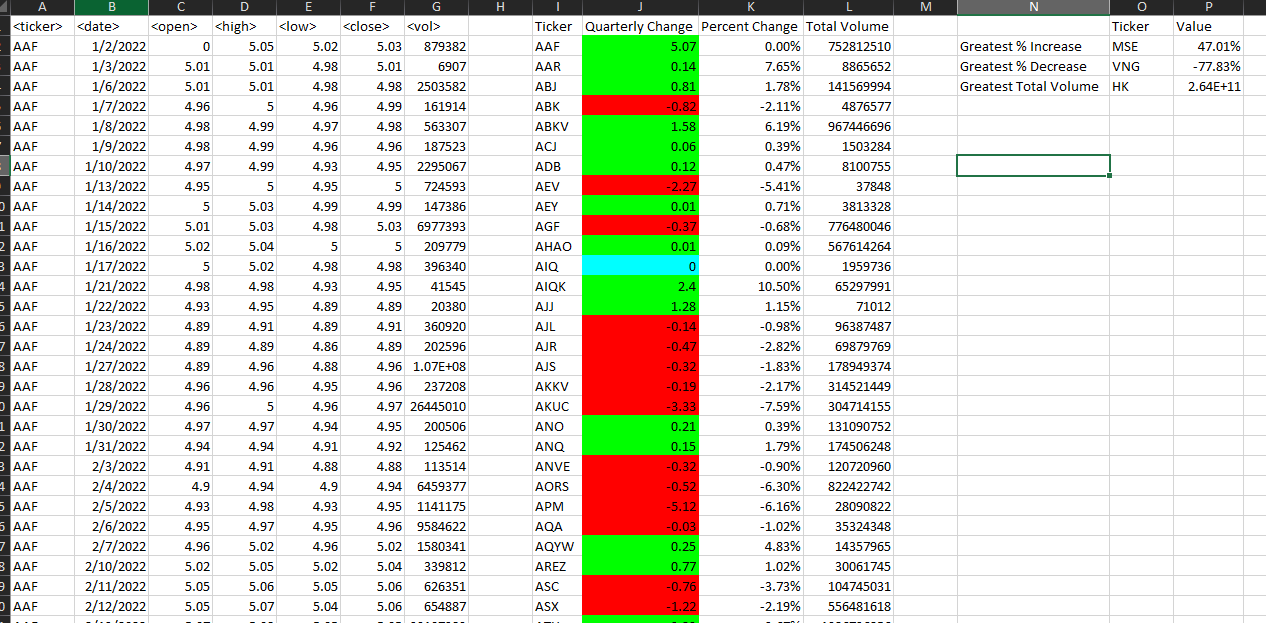 A B C D E F G H I J K L M N O P
<ticker> <date> <open> <high> <low> <close> <vol> Ticker Quarterly Change Percent Change Total Volume Ticker Value
AAF 1/2/2022 0 5.05 5.02 5.03 879382 AAF 5.07 0.00% 752812510 Greatest % Increase MSE 47.01%
AAF 1/3/2022 5.01 5.01 4.98 5.01 6907 AAR 0.14 7.65% 8865652 Greatest % Decrease VNG -77.83%
AAF 1/6/2022 5.01 5.01 4.98 4.98 2503582 ABJ 0.81 1.78% 141569994 Greatest Total Volume HK 2.64E+11
AAF 1/7/2022 4.96 5 4.96 4.99 161914 ABK -0.82 -2.11% 4876577
AAF 1/8/2022 4.98 4.99 4.97 4.98 563307 ABKV 1.58 6.19% 967446696
AAF 1/9/2022 4.98 4.99 4.96 4.96 187523 ACJ 0.06 0.39% 1503284
AAF 1/10/2022 4.97 4.99 4.93 4.95 2295067 ADB 0.12 0.47% 8100755
AAF 1/13/2022 4.95 5 4.95 5 724593 AEV -2.27 -5.41% 37848
AAF 1/14/2022 5 5.03 4.99 4.99 147386 AEY 0.01 0.71% 3813328
AAF 1/15/2022 5.01 5.03 4.98 5.03 6977393 AGF -0.37 -0.68% 776480046
AAF 1/16/2022 5.02 5.04 5 5 209779 AHAO 0.01 0.09% 567614264
AAF 1/17/2022 5 5.02 4.98 4.98 396340 AIQ 0 0.00% 1959736
AAF 1/21/2022 4.98 4.98 4.93 4.95 41545 AIQK 2.4 10.50% 65297991
AAF 1/22/2022 4.93 4.95 4.89 4.89 20380 AJJ 1.28 1.15% 71012
AAF 1/23/2022 4.89 4.91 4.89 4.91 360920 AJL -0.14 -0.98% 96387487
AAF 1/24/2022 4.89 4.89 4.86 4.89 202596 AJR -0.47 -2.82% 69879769
AAF 1/27/2022 4.89 4.96 4.88 4.96 1.07E+08 AJS -0.32 -1.83% 178949374
AAF 1/28/2022 4.96 4.96 4.95 4.96 237208 AKKV -0.19 -2.17% 314521449
AAF 1/29/2022 4.96 5 4.96 4.97 26445010 AKUC -3.33 -7.59% 304714155
AAF 1/30/2022 4.97 4.97 4.94 4.95 200506 ANO 0.21 0.39% 131090752
AAF 1/31/2022 4.94 4.94 4.91 4.92 125462 ANQ 0.15 1.79% 174506248
AAF 2/3/2022 4.91 4.91 4.88 4.88 113514 ANVE -0.32 -0.90% 120720960
AAF 2/4/2022 4.9 4.94 4.9 4.94 6459377 AORS -0.52 -6.30% 822422742
AAF 2/5/2022 4.93 4.98 4.93 4.95 1141175 APM -5.12 -6.16% 28090822
AAF 2/6/2022 4.95 4.97 4.95 4.96 9584622 AQA -0.03 -1.02% 35324348
AAF 2/7/2022 4.96 5.02 4.96 5.02 1580341 AQYW 0.25 4.83% 14357965
AAF 2/10/2022 5.02 5.05 5.02 5.04 339812 AREZ 0.77 1.02% 30061745
AAF 2/11/2022 5.05 5.06 5.05 5.06 626351 ASC -0.76 -3.73% 104745031
AAF 2/12/2022 5.05 5.07 5.04 5.06 654887 ASX -1.22 -2.19% 556481618